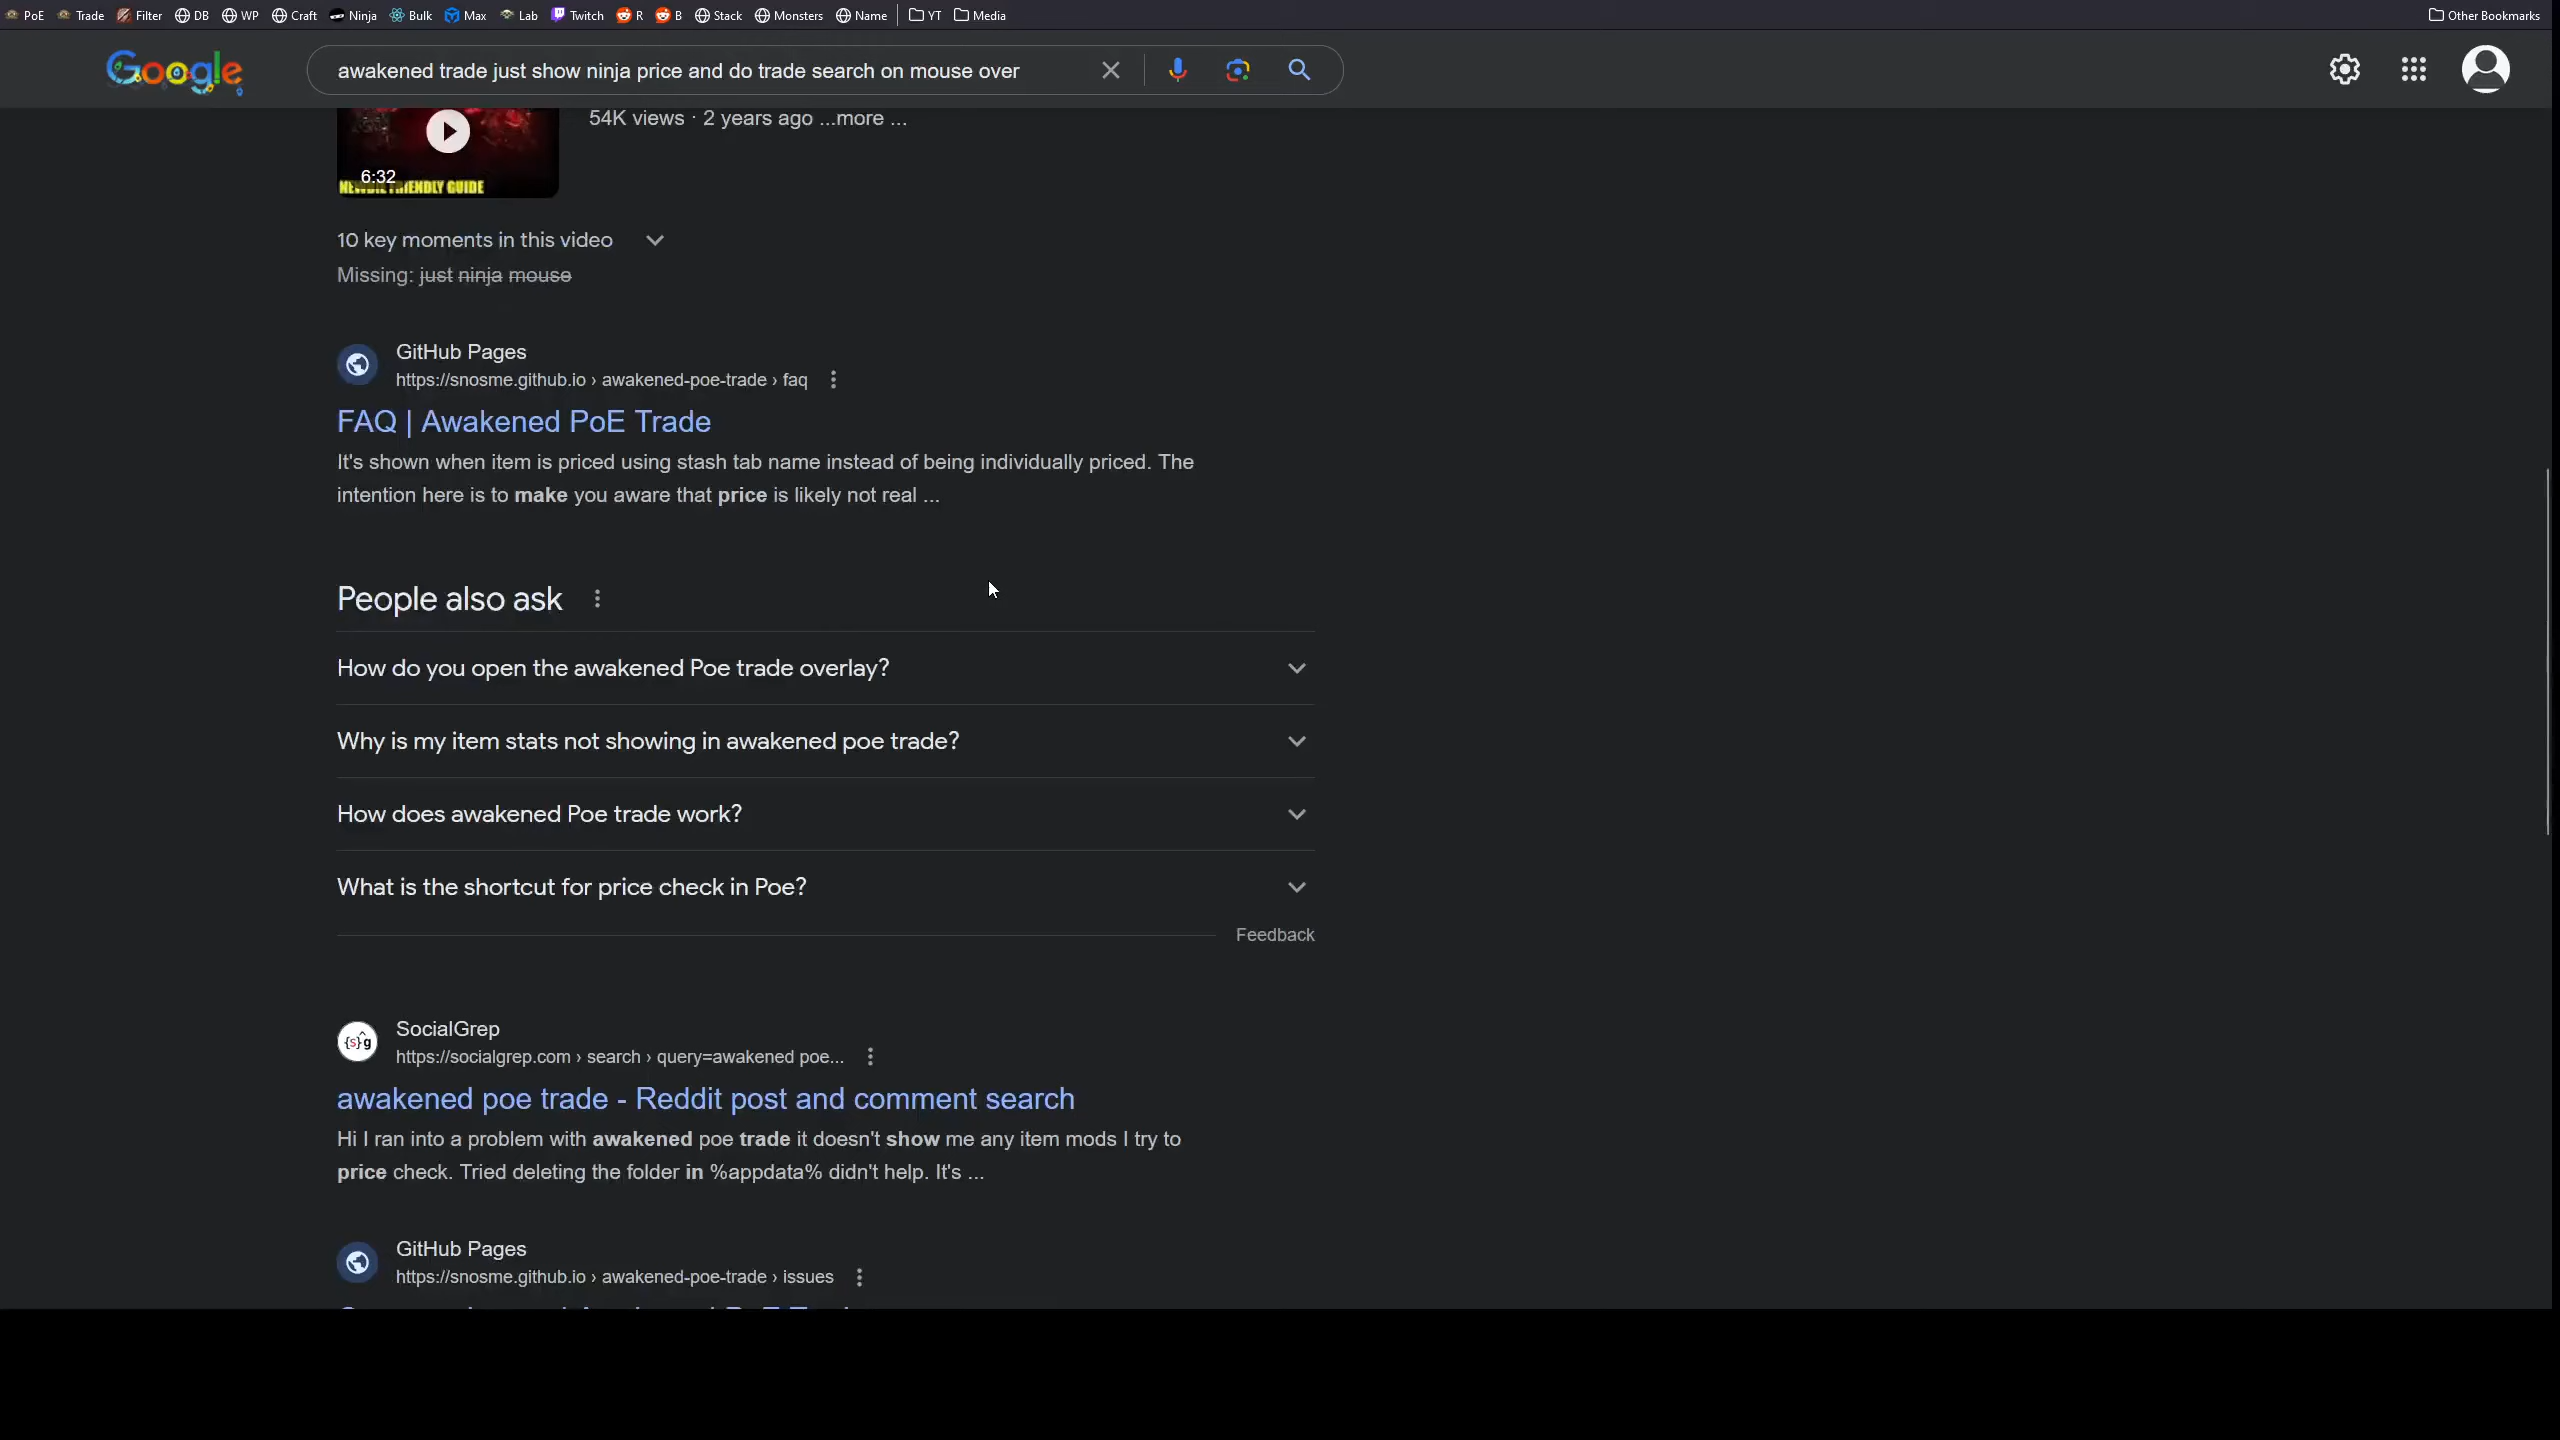 PoE Trade Filter DB WP Craft Ninja Bulk Max Lab Twitch R B Stack Monsters Name YT Media Other Bookmarks
Google awakened trade just show ninja price and do trade search on mouse over
54K views · 2 years ago ...more ...
6:32
10 key moments in this video
Missing: just ninja mouse
GitHub Pages
https://snosme.github.io › awakened-poe-trade › faq
FAQ | Awakened PoE Trade
It's shown when item is priced using stash tab name instead of being individually priced. The
intention here is to make you aware that price is likely not real ...
People also ask
How do you open the awakened Poe trade overlay?
Why is my item stats not showing in awakened poe trade?
How does awakened Poe trade work?
What is the shortcut for price check in Poe?
Feedback
SocialGrep
{s}g
https://socialgrep.com › search › query=awakened poe...
awakened poe trade - Reddit post and comment search
Hi I ran into a problem with awakened poe trade it doesn't show me any item mods I try to
price check. Tried deleting the folder in %appdata% didn't help. It's ...
GitHub Pages
https://snosme.github.io › awakened-poe-trade › issues